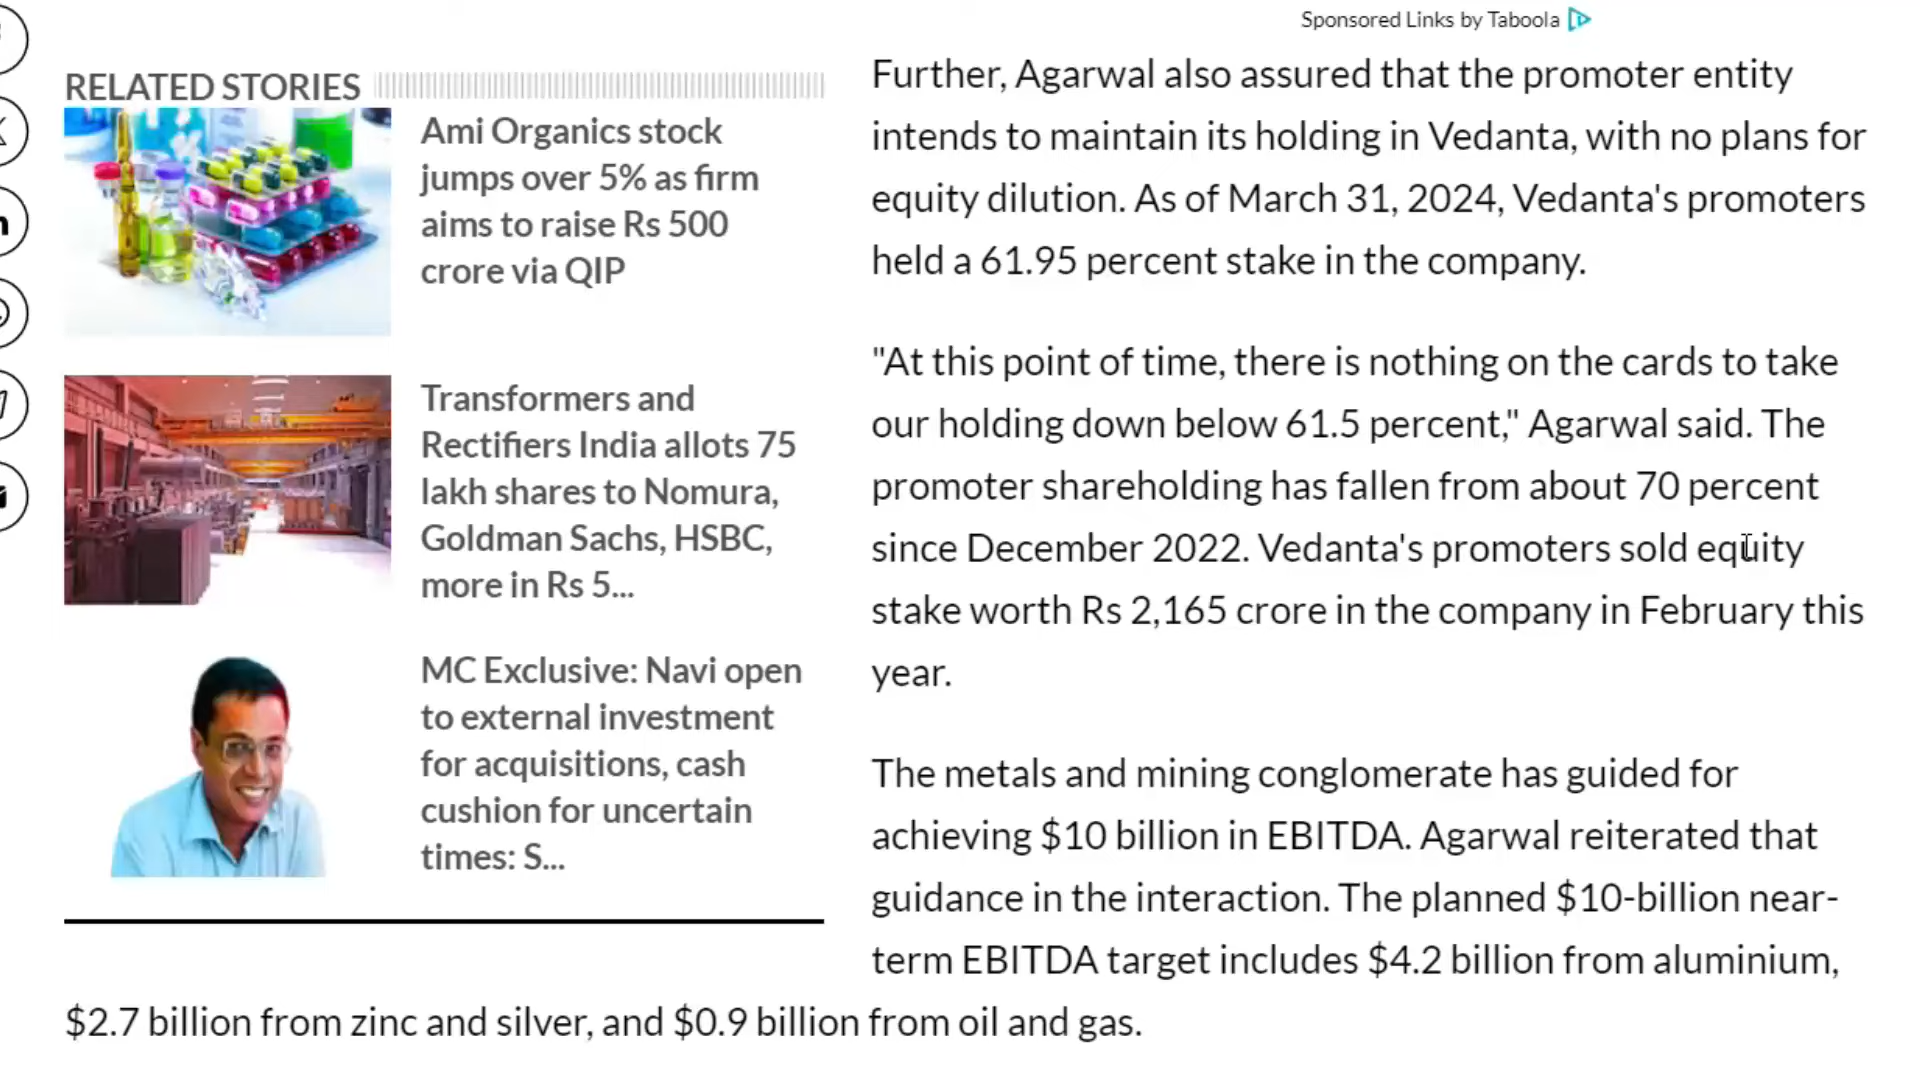 Sponsored Links by Taboola
RELATED STORIES
Ami Organics stock
jumps over 5% as firm
aims to raise Rs 500
crore via QIP
Transformers and
Rectifiers India allots 75
lakh shares to Nomura,
Goldman Sachs, HSBC,
more in Rs 5...
MC Exclusive: Navi open
to external investment
for acquisitions, cash
cushion for uncertain
times: S...
Further, Agarwal also assured that the promoter entity
intends to maintain its holding in Vedanta, with no plans for
equity dilution. As of March 31, 2024, Vedanta's promoters
held a 61.95 percent stake in the company.
"At this point of time, there is nothing on the cards to take
our holding down below 61.5 percent," Agarwal said. The
promoter shareholding has fallen from about 70 percent
since December 2022. Vedanta's promoters sold equity
stake worth Rs 2,165 crore in the company in February this
year.
The metals and mining conglomerate has guided for
achieving $10 billion in EBITDA. Agarwal reiterated that
guidance in the interaction. The planned $10-billion near-
term EBITDA target includes $4.2 billion from aluminium,
$2.7 billion from zinc and silver, and $0.9 billion from oil and gas.